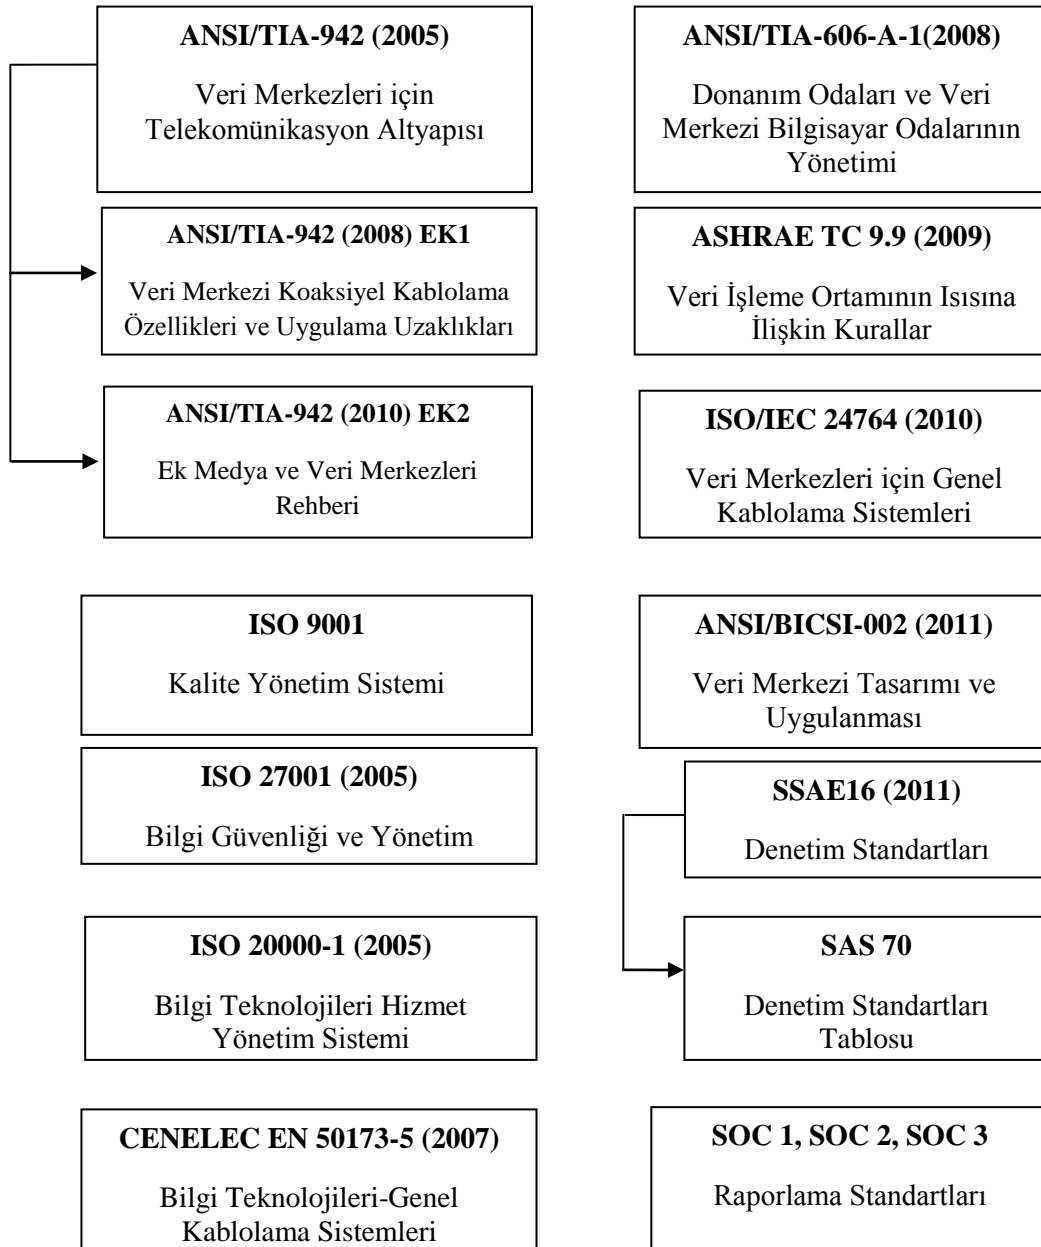 ANSI/TIA-942 (2005)
Veri Merkezleri için
Telekomünikasyon Altyapısı
ANSI/TIA-606-A-1(2008)
Donanım Odaları ve Veri
Merkezi Bilgisayar Odalarının
Yönetimi
ANSI/TIA-942 (2008) EK1
Veri Merkezi Koaksiyel Kablolama
Özellikleri ve Uygulama Uzaklıkları
ASHRAE TC 9.9 (2009)
Veri İşleme Ortamının Isısına
İlişkin Kurallar
ANSI/TIA-942 (2010) EK2
Ek Medya ve Veri Merkezleri
Rehberi
ISO/IEC 24764 (2010)
Veri Merkezleri için Genel
Kablolama Sistemleri
ISO 9001
Kalite Yönetim Sistemi
ANSI/BICSI-002 (2011)
Veri Merkezi Tasarımı ve
Uygulanması
ISO 27001 (2005)
Bilgi Güvenliği ve Yönetim
SSAE16 (2011)
Denetim Standartları
ISO 20000-1 (2005)
Bilgi Teknolojileri Hizmet
Yönetim Sistemi
SAS 70
Denetim Standartları
Tablosu
CENELEC EN 50173-5 (2007)
Bilgi Teknolojileri-Genel
Kablolama Sistemleri
SOC 1, SOC 2, SOC 3
Raporlama Standartları